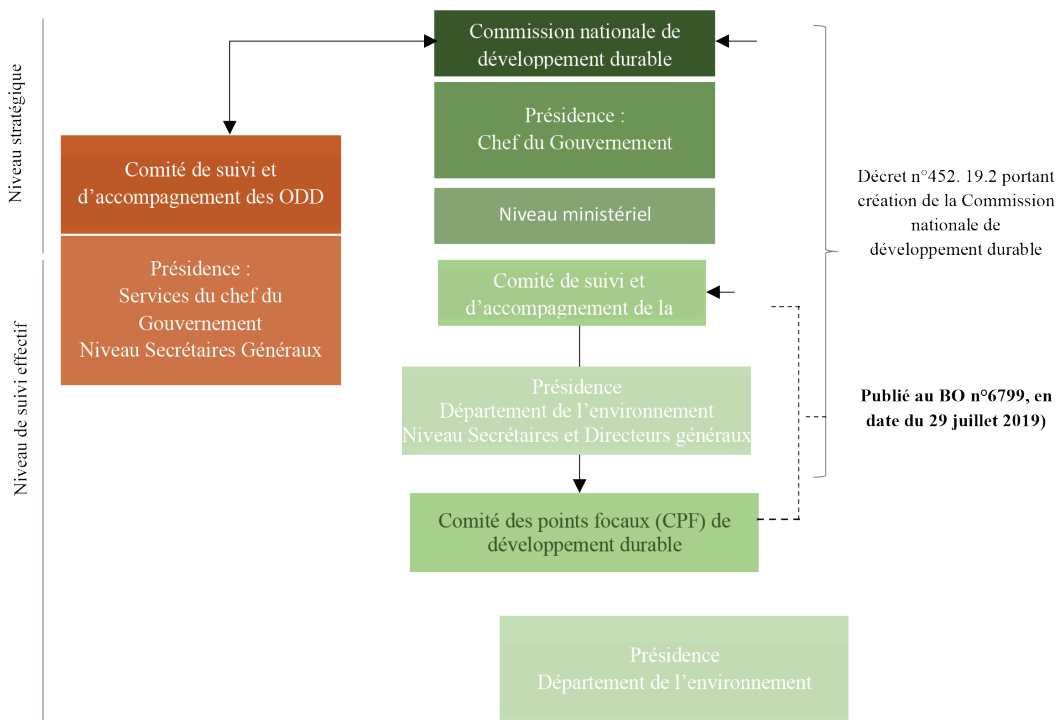 Niveau stratégique
Niveau de suivi effectif
Comité de suivi et
d’accompagnement des ODD
Présidence :
Services du chef du
Gouvernement
Niveau Secrétaires Généraux
Commission nationale de
développement durable
Présidence :
Chef du Gouvernement
Niveau ministériel
Comité de suivi et
d’accompagnement de la
Présidence
Département de l’environnement
Niveau Secrétaires et Directeurs généraux
Comité des points focaux (CPF) de
développement durable
Présidence
Département de l’environnement
Décret n°452. 19.2 portant
création de la Commission
nationale de
développement durable
Publié au BO n°6799, en
date du 29 juillet 2019)